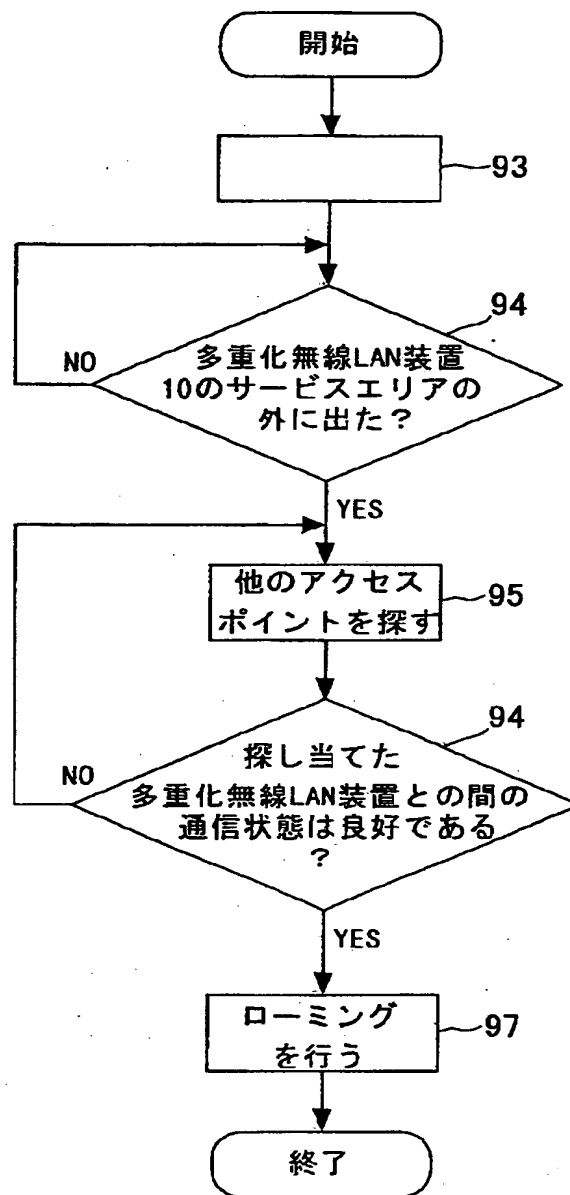 開始
93
94
多重化無線LAN装置
10のサービスエリアの
外に出た?
NO
YES
他のアクセス
ポイントを探す
95
94
探し当てた
多重化無線LAN装置との間の
通信状態は良好である
?
NO
YES
ローミング
を行う
97
終了